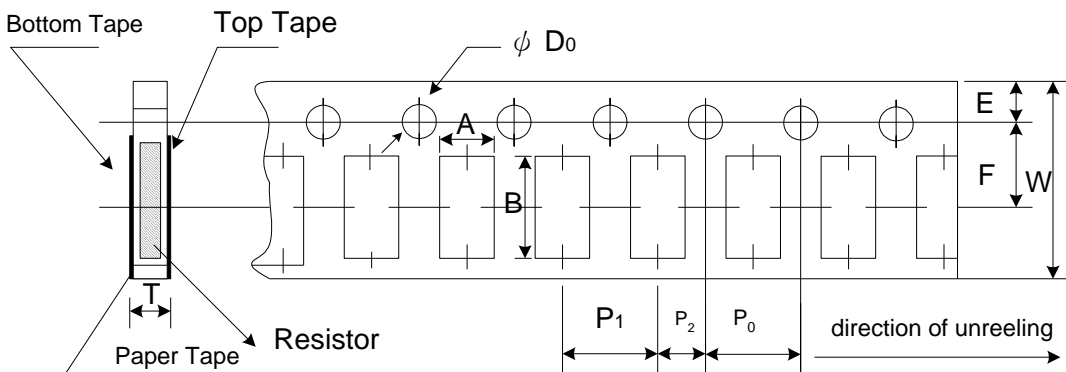 Bottom Tape
Top Tape
ψ D0
A
B
E
F
W
T
Paper Tape
Resistor
P1
P2
P0
direction of unreeling